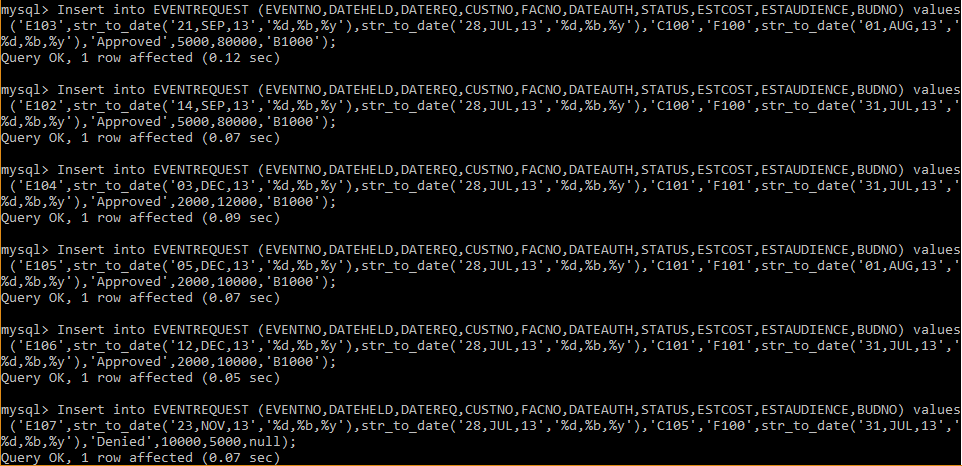 mysql> Insert into EVENTREQUEST (EVENTNO,DATEHELD,DATEREQ,CUSTNO,FACNO,DATEAUTH,STATUS,ESTCOST,ESTAUDIENCE,BUDNO) values
 ('E103',str_to_date('21,SEP,13','%d,%b,%y'),str_to_date('28,JUL,13','%d,%b,%y'),'C100','F100',str_to_date('01,AUG,13','
%d,%b,%y'),'Approved',5000,80000,'B1000');
Query OK, 1 row affected (0.12 sec)
mysql> Insert into EVENTREQUEST (EVENTNO,DATEHELD,DATEREQ,CUSTNO,FACNO,DATEAUTH,STATUS,ESTCOST,ESTAUDIENCE,BUDNO) values
 ('E102',str_to_date('14,SEP,13','%d,%b,%y'),str_to_date('28,JUL,13','%d,%b,%y'),'C100','F100',str_to_date('31,JUL,13','
%d,%b,%y'),'Approved',5000,80000,'B1000');
Query OK, 1 row affected (0.07 sec)
mysql> Insert into EVENTREQUEST (EVENTNO,DATEHELD,DATEREQ,CUSTNO,FACNO,DATEAUTH,STATUS,ESTCOST,ESTAUDIENCE,BUDNO) values
 ('E104',str_to_date('03,DEC,13','%d,%b,%y'),str_to_date('28,JUL,13','%d,%b,%y'),'C101','F101',str_to_date('31,JUL,13','
%d,%b,%y'),'Approved',2000,12000,'B1000');
Query OK, 1 row affected (0.09 sec)
mysql> Insert into EVENTREQUEST (EVENTNO,DATEHELD,DATEREQ,CUSTNO,FACNO,DATEAUTH,STATUS,ESTCOST,ESTAUDIENCE,BUDNO) values
 ('E105',str_to_date('05,DEC,13','%d,%b,%y'),str_to_date('28,JUL,13','%d,%b,%y'),'C101','F101',str_to_date('01,AUG,13','
%d,%b,%y'),'Approved',2000,10000,'B1000');
Query OK, 1 row affected (0.07 sec)
mysql> Insert into EVENTREQUEST (EVENTNO,DATEHELD,DATEREQ,CUSTNO,FACNO,DATEAUTH,STATUS,ESTCOST,ESTAUDIENCE,BUDNO) values
 ('E106',str_to_date('12,DEC,13','%d,%b,%y'),str_to_date('28,JUL,13','%d,%b,%y'),'C101','F101',str_to_date('31,JUL,13','
%d,%b,%y'),'Approved',2000,10000,'B1000');
Query OK, 1 row affected (0.05 sec)
mysql> Insert into EVENTREQUEST (EVENTNO,DATEHELD,DATEREQ,CUSTNO,FACNO,DATEAUTH,STATUS,ESTCOST,ESTAUDIENCE,BUDNO) values
 ('E107',str_to_date('23,NOV,13','%d,%b,%y'),str_to_date('28,JUL,13','%d,%b,%y'),'C105','F100',str_to_date('31,JUL,13','
%d,%b,%y'),'Denied',10000,5000,null);
Query OK, 1 row affected (0.07 sec)